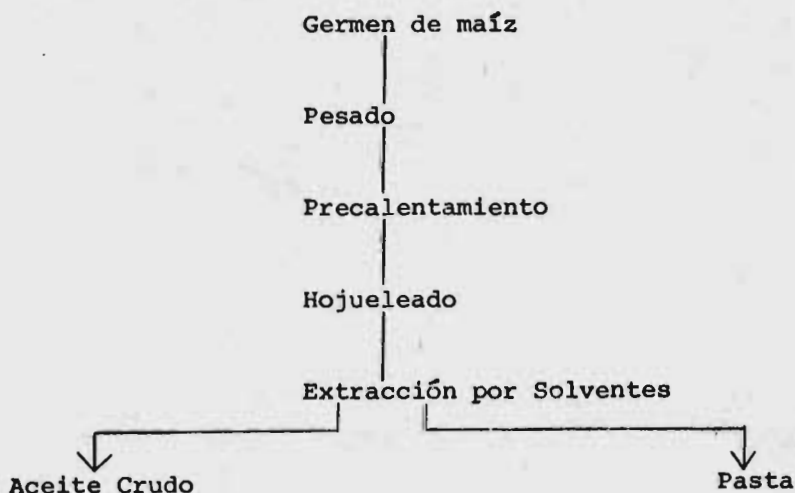 Germen de maíz
Pesado
Precalentamiento
Hojueleado
Extracción por Solventes
Aceite Crudo
Pasta